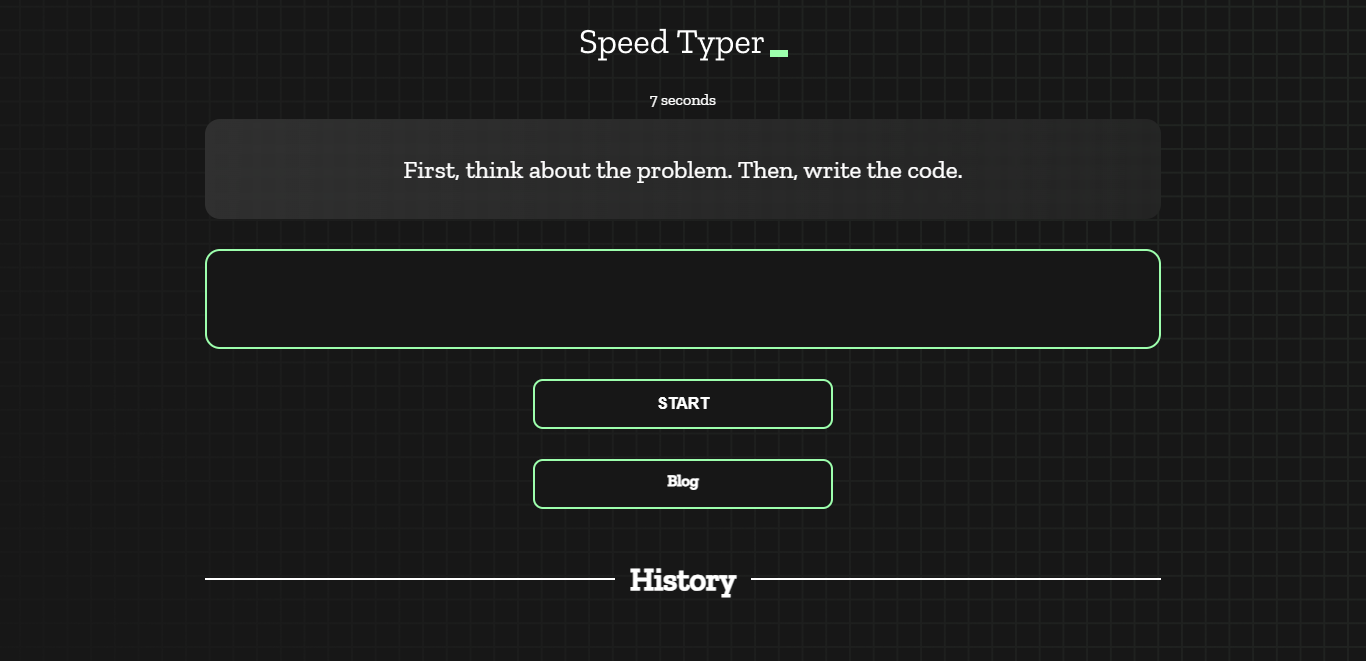 Speed Typer
7 seconds
First, think about the problem. Then, write the code.
START
Blog
History